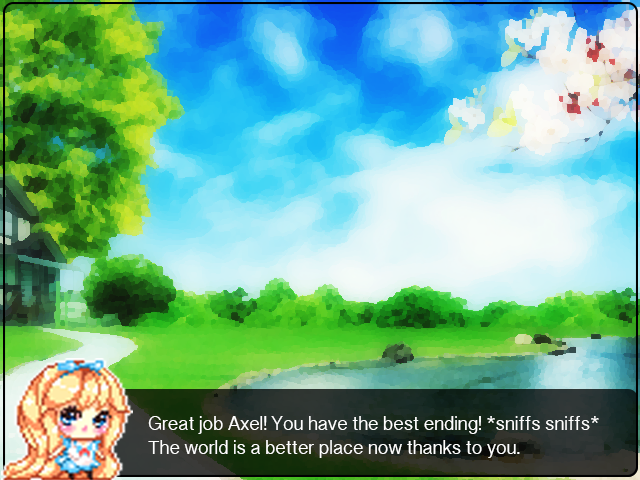 Great job Axel! You have the best ending! *sniffs sniffs*
The world is a better place now thanks to you.